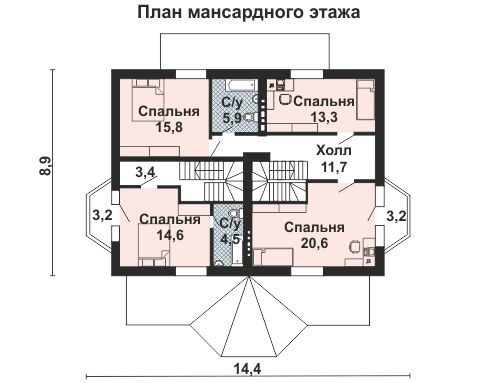 План мансардного этажа
Спальня
15,8
С/у
5,9
Спальня
13,3
Холл
11,7
3,4
3,2
Спальня
14,6
С/у
4,5
Спальня
20,6
3,2
8,9
14,4